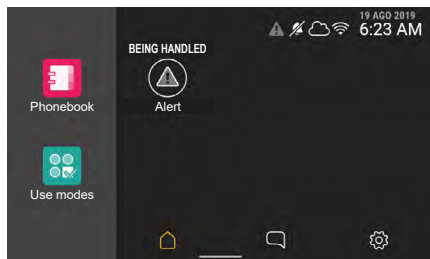 19 AGO 2019
6:23 AM
BEING HANDLED
Alert
Phonebook
Use modes